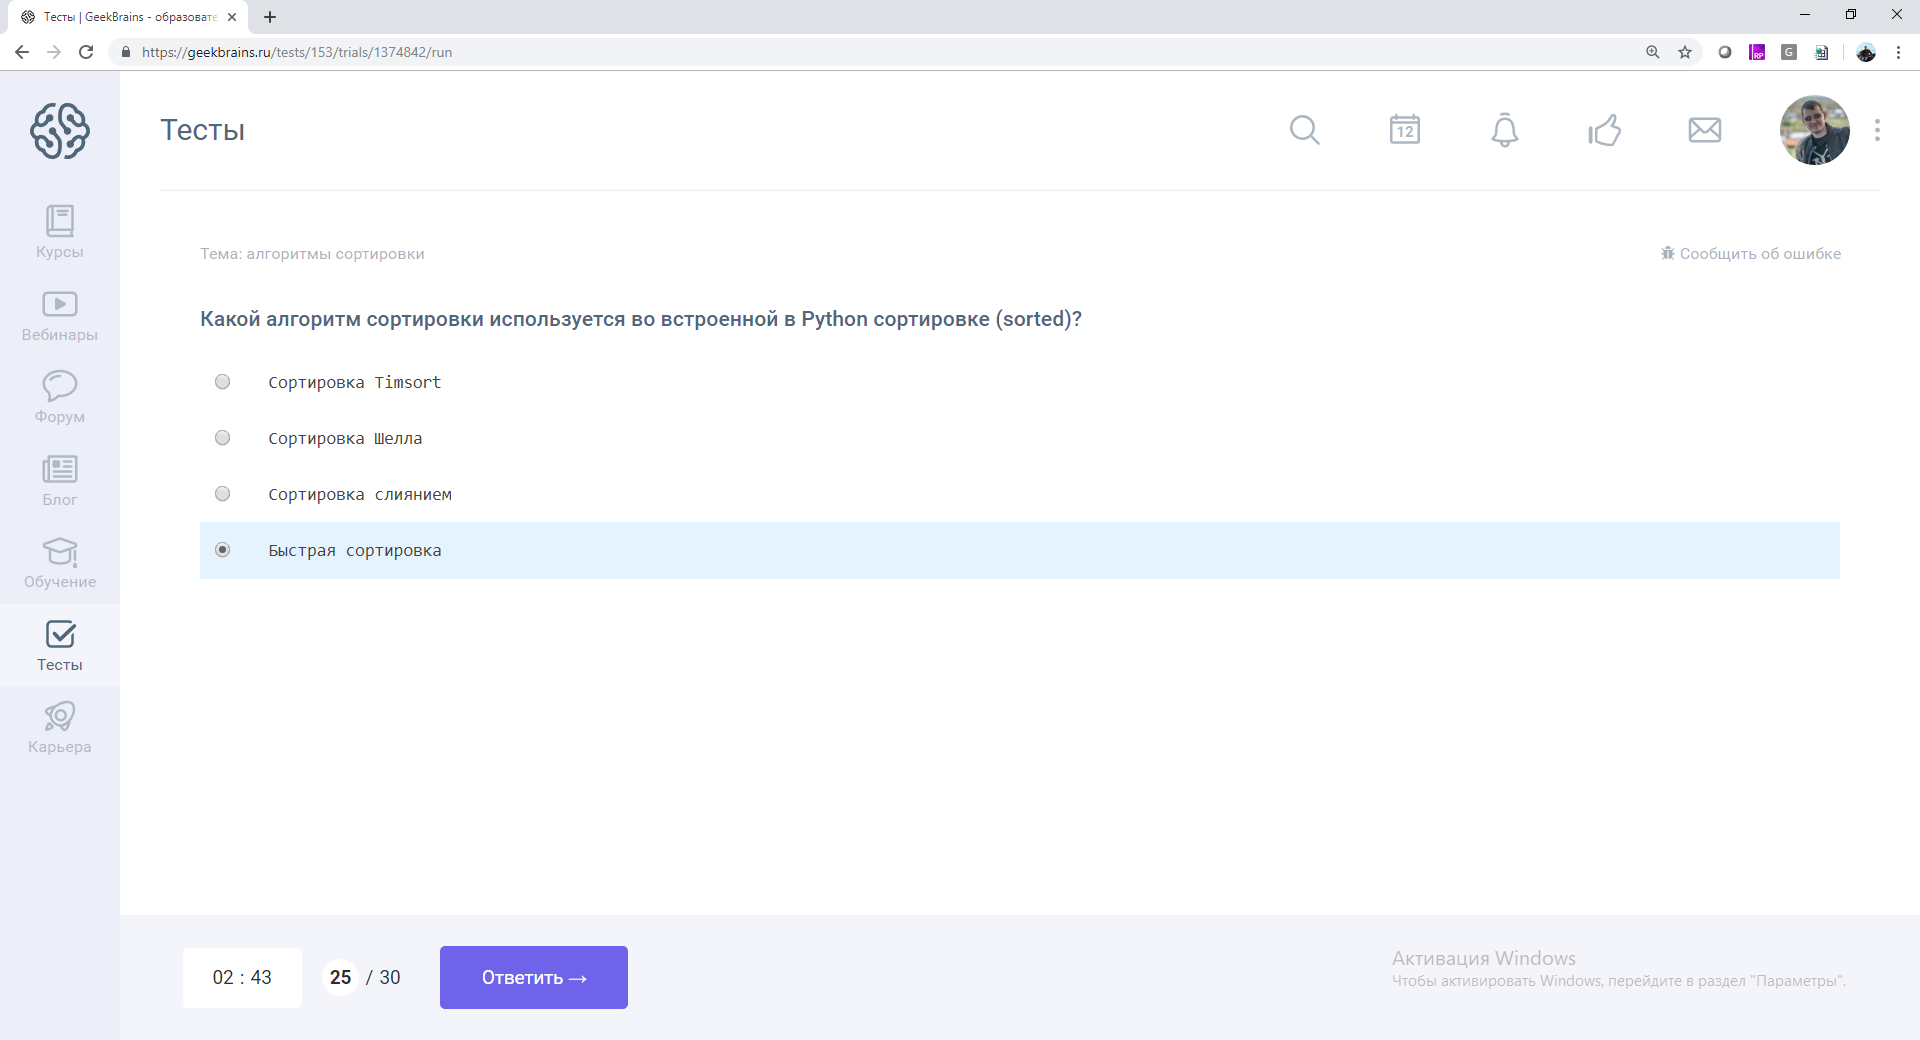 Тесты | GeekBrains - образовате
https://geekbrains.ru/tests/153/trials/1374842/run
RP
G
Тесты
12
Курсы
Вебинары
Форум
Блог
Обучение
Тесты
Карьера
Тема: алгоритмы сортировки
Сообщить об ошибке
Какой алгоритм сортировки используется во встроенной в Python сортировке (sorted)?
Сортировка Timsort
Сортировка Шелла
Сортировка слиянием
Быстрая сортировка
02 : 43
25 / 30
Ответить →
Активация Windows
Чтобы активировать Windows, перейдите в раздел "Параметры".